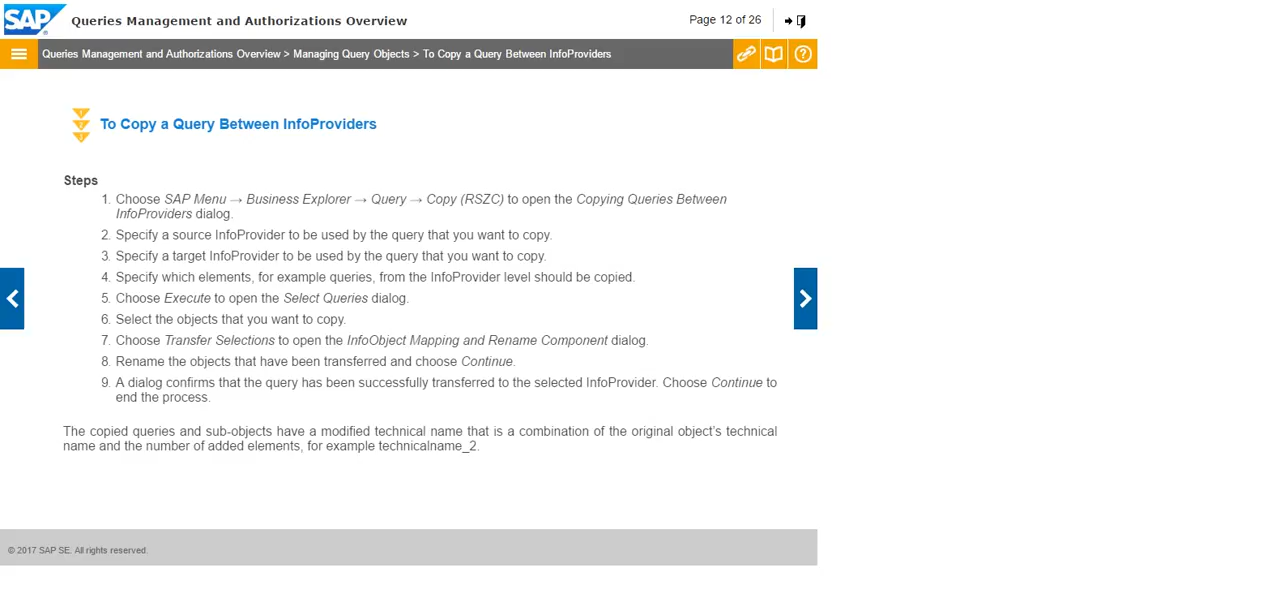 SAP
Queries Management and Authorizations Overview
Page 12 of 26
Queries Management and Authorizations Overview > Managing Query Objects > To Copy a Query Between InfoProviders
1
2
3
To Copy a Query Between InfoProviders
Steps
1. Choose SAP Menu → Business Explorer → Query → Copy (RSZC) to open the Copying Queries Between
InfoProviders dialog.
2. Specify a source InfoProvider to be used by the query that you want to copy.
3. Specify a target InfoProvider to be used by the query that you want to copy.
4. Specify which elements, for example queries, from the InfoProvider level should be copied.
5. Choose Execute to open the Select Queries dialog.
6. Select the objects that you want to copy.
7. Choose Transfer Selections to open the InfoObject Mapping and Rename Component dialog.
8. Rename the objects that have been transferred and choose Continue.
9. A dialog confirms that the query has been successfully transferred to the selected InfoProvider. Choose Continue to
end the process.
The copied queries and sub-objects have a modified technical name that is a combination of the original object's technical
name and the number of added elements, for example technicalname_2.
© 2017 SAP SE. All rights reserved.